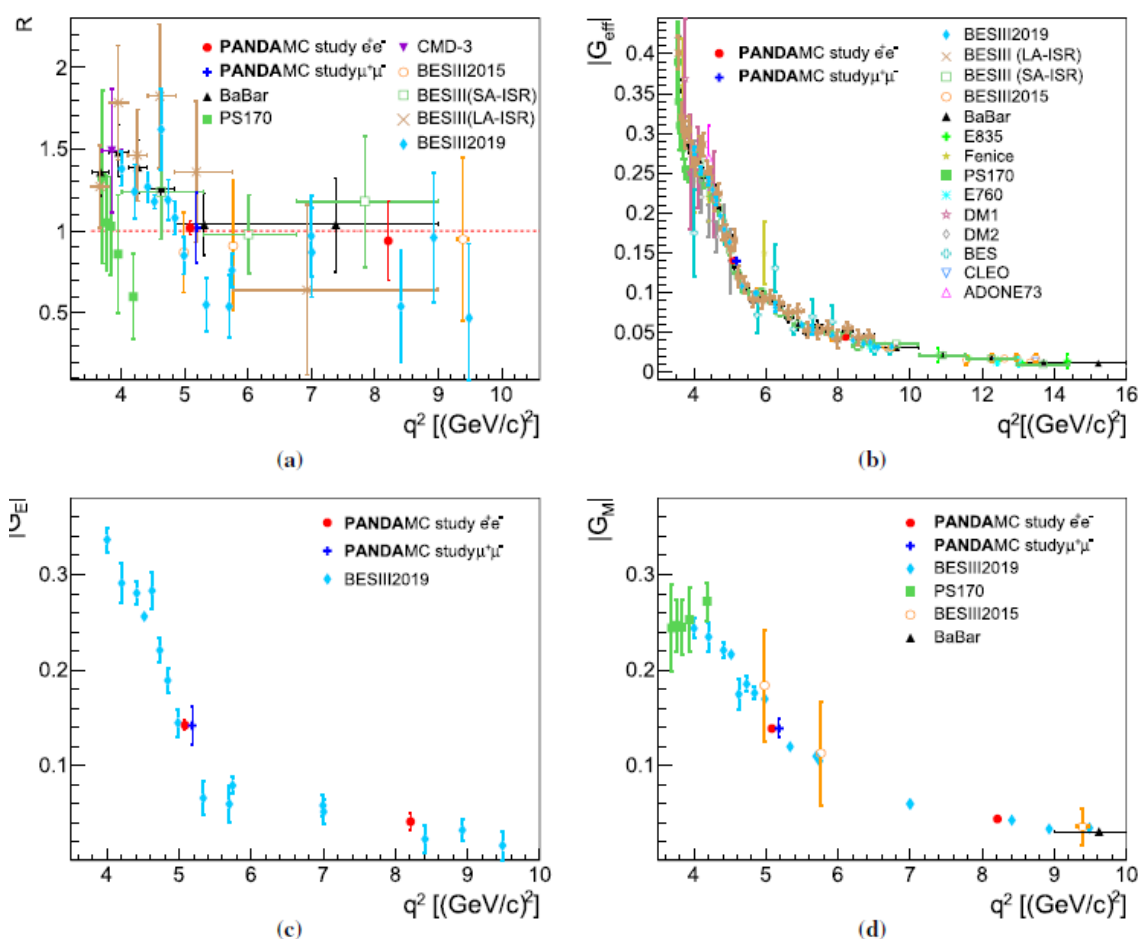 R
PANDAMC study e⁺e⁻
PANDAMC studyμ⁺μ⁻
BaBar
PS170
CMD-3
BESIII2015
BESIII(SA-ISR)
BESIII(LA-ISR)
BESIII2019
2
1.5
1
0.5
4 5 6 7 8 9 10
q² [(GeV/c)²]
(a)
|G_eff|
PANDAMC study e⁺e⁻
PANDAMC studyμ⁺μ⁻
BESIII2019
BESIII (LA-ISR)
BESIII (SA-ISR)
BESIII2015
BaBar
E835
Fenice
PS170
E760
DM1
DM2
BES
CLEO
ADONE73
0.4
0.35
0.3
0.25
0.2
0.15
0.1
0.05
0
4 6 8 10 12 14 16
q²[(GeV/c)²]
(b)
|G_E|
PANDAMC study e⁺e⁻
PANDAMC studyμ⁺μ⁻
BESIII2019
0.3
0.2
0.1
4 5 6 7 8 9 10
q² [(GeV/c)²]
(c)
|G_M|
PANDAMC study e⁺e⁻
PANDAMC studyμ⁺μ⁻
BESIII2019
PS170
BESIII2015
BaBar
0.3
0.2
0.1
4 5 6 7 8 9 10
q² [(GeV/c)²]
(d)